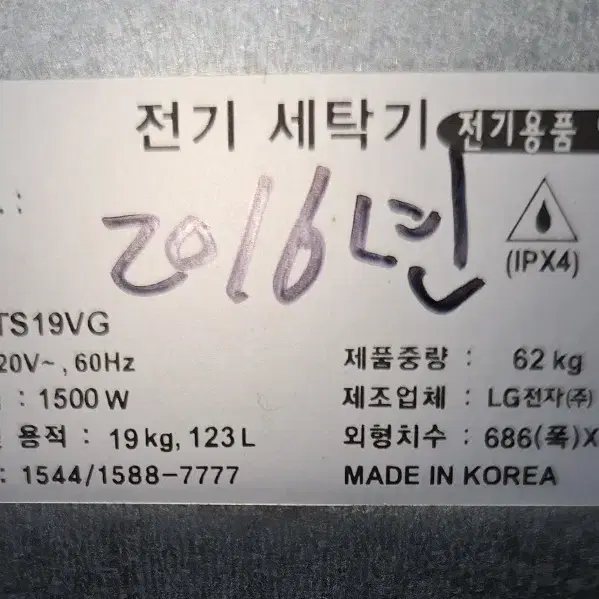 전기 세탁기 전기용품
:
2016년
(IPX4)
TS19VG
20V~, 60Hz
제품중량 : 62 kg
: 1500 W
제조업체 : LG전자(주)
용적 : 19 kg, 123 L
외형치수 : 686(폭)X
: 1544/1588-7777
MADE IN KOREA